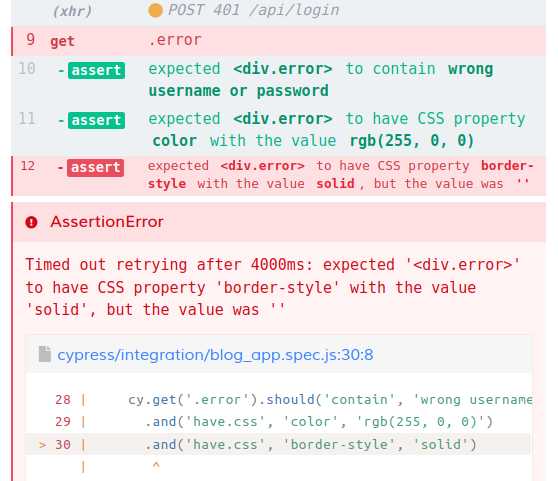 (xhr) POST 401 /api/login
9 get .error
10 -assert expected <div.error> to contain wrong
username or password
11 -assert expected <div.error> to have CSS property
color with the value rgb(255, 0, 0)
12 -assert expected <div.error> to have CSS property border-
style with the value solid, but the value was ''
AssertionError
Timed out retrying after 4000ms: expected '<div.error>'
to have CSS property 'border-style' with the value
'solid', but the value was ''
cypress/integration/blog_app.spec.js:30:8
28 | cy.get('.error').should('contain', 'wrong username
29 | .and('have.css', 'color', 'rgb(255, 0, 0)')
> 30 | .and('have.css', 'border-style', 'solid')
| ^